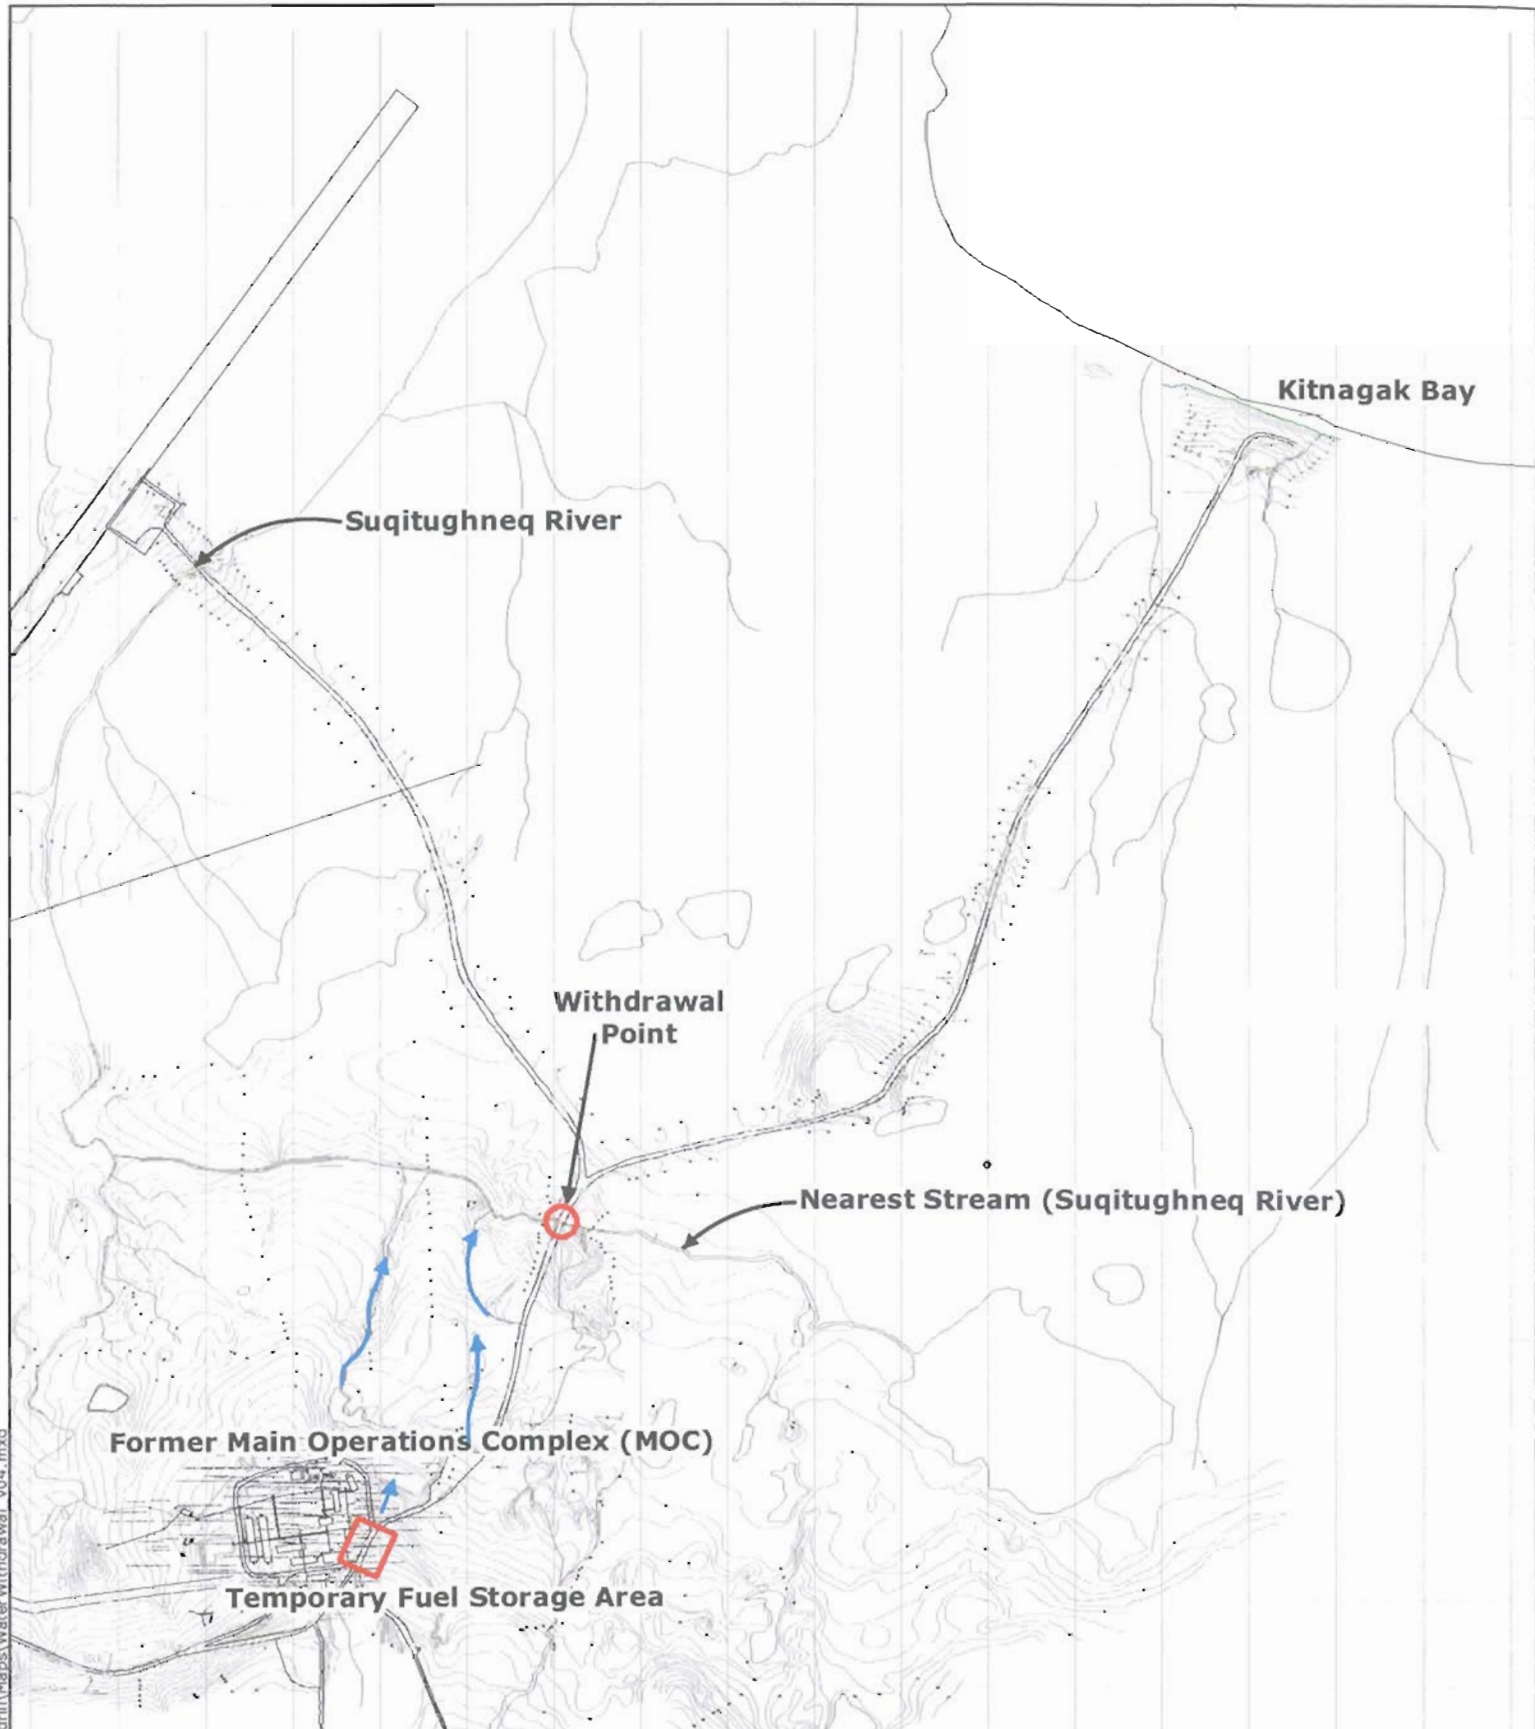 Kitnagak Bay
Suqitughneq River
Withdrawal
Point
Nearest Stream (Suqitughneq River)
Former Main Operations Complex (MOC)
Temporary Fuel Storage Area